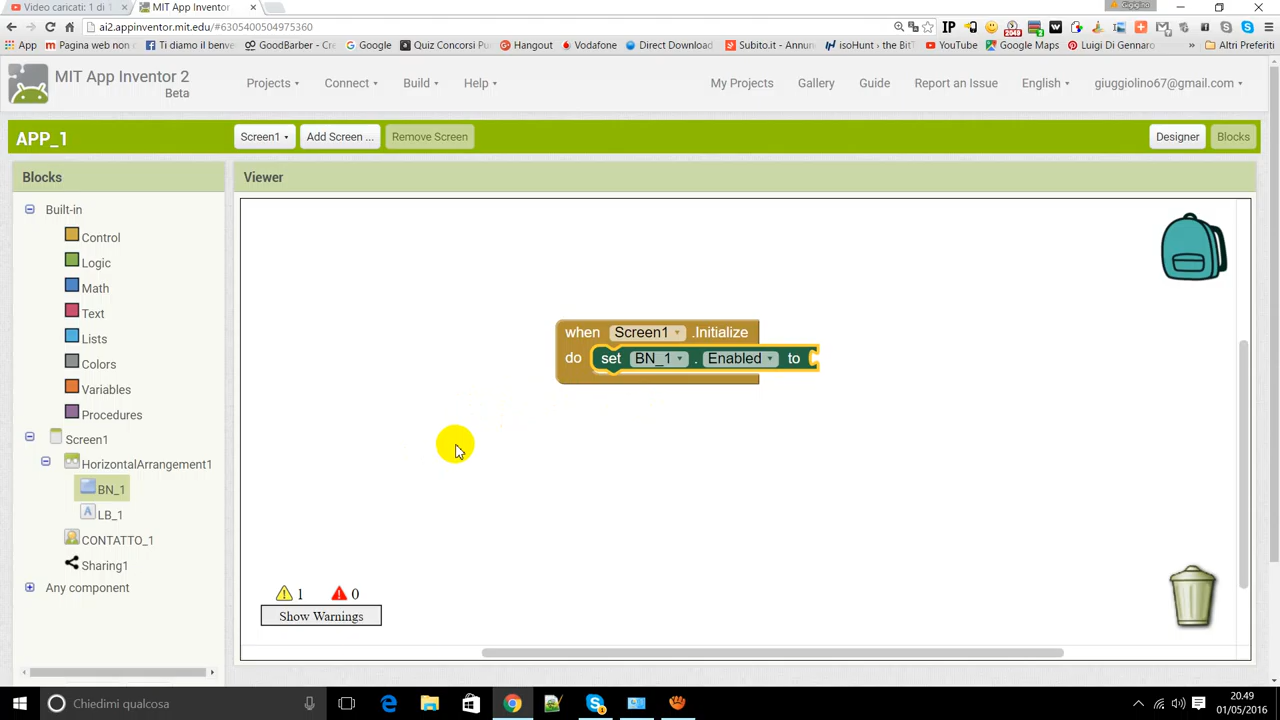 Video caricati: 1 di 1
MIT App Inventor 2
Gigigino
ai2.appinventor.mit.edu/#6305400504975360
App
Pagina web non
Ti diamo il benve
GoodBarber - Cre
Google
Quiz Concorsi Pu
Hangout
Vodafone
Direct Download
Subito.it - Annun
isoHunt › the BitT
YouTube
Google Maps
Luigi Di Gennaro
»
Altri Preferiti
MIT App Inventor 2
Beta
Projects
Connect
Build
Help
My Projects
Gallery
Guide
Report an Issue
English
giuggiolino67@gmail.com
APP_1
Screen1
Add Screen ...
Remove Screen
Designer
Blocks
Blocks
Viewer
Built-in
Control
Logic
Math
Text
Lists
Colors
Variables
Procedures
Screen1
HorizontalArrangement1
BN_1
A LB_1
CONTATTO_1
Sharing1
Any component
when Screen1 .Initialize
do set BN_1 . Enabled to
1 0
Show Warnings
Chiedimi qualcosa
20.49
01/05/2016